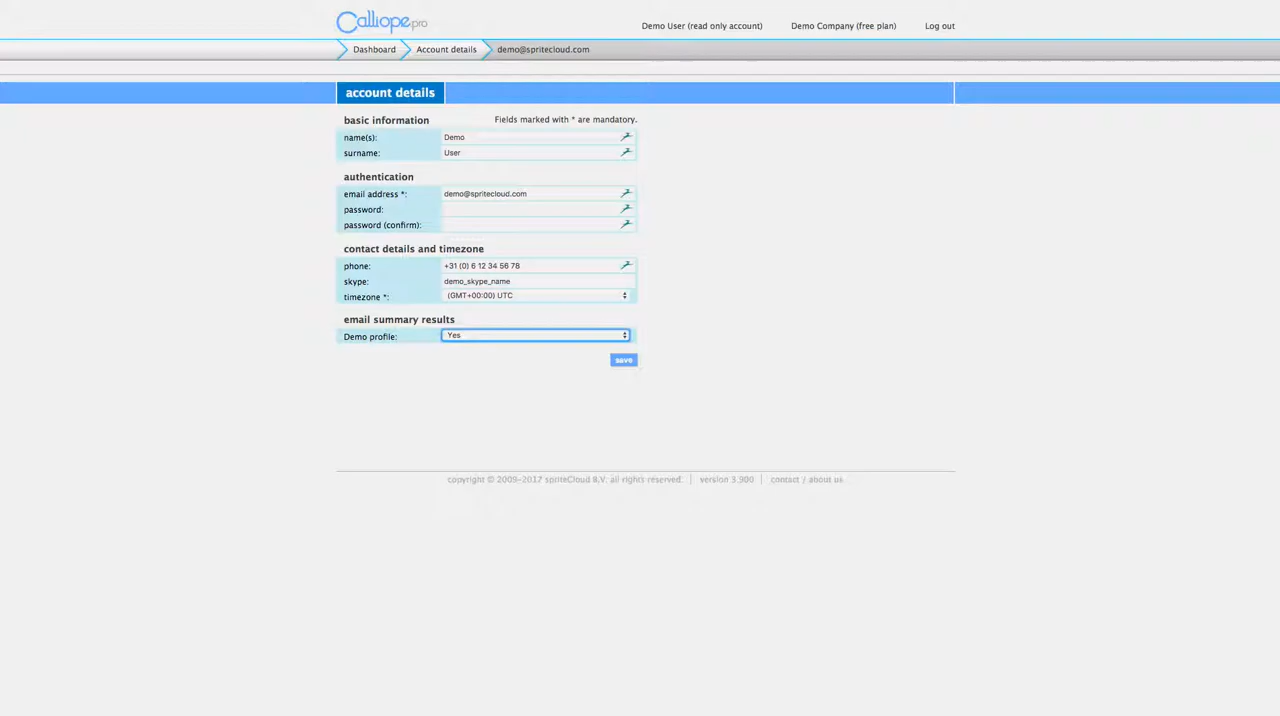 Calliope pro
Demo User (read only account) Demo Company (free plan) Log out
Dashboard Account details demo@spritecloud.com
account details
basic information Fields marked with * are mandatory.
name(s): Demo
surname: User
authentication
email address *: demo@spritecloud.com
password:
password (confirm):
contact details and timezone
phone: +31 (0) 6 12 34 56 78
skype: demo_skype_name
timezone *: (GMT+00:00) UTC
email summary results
Demo profile: Yes
save
copyright © 2009-2017 spriteCloud B.V. all rights reserved. | version 3.900 | contact / about us